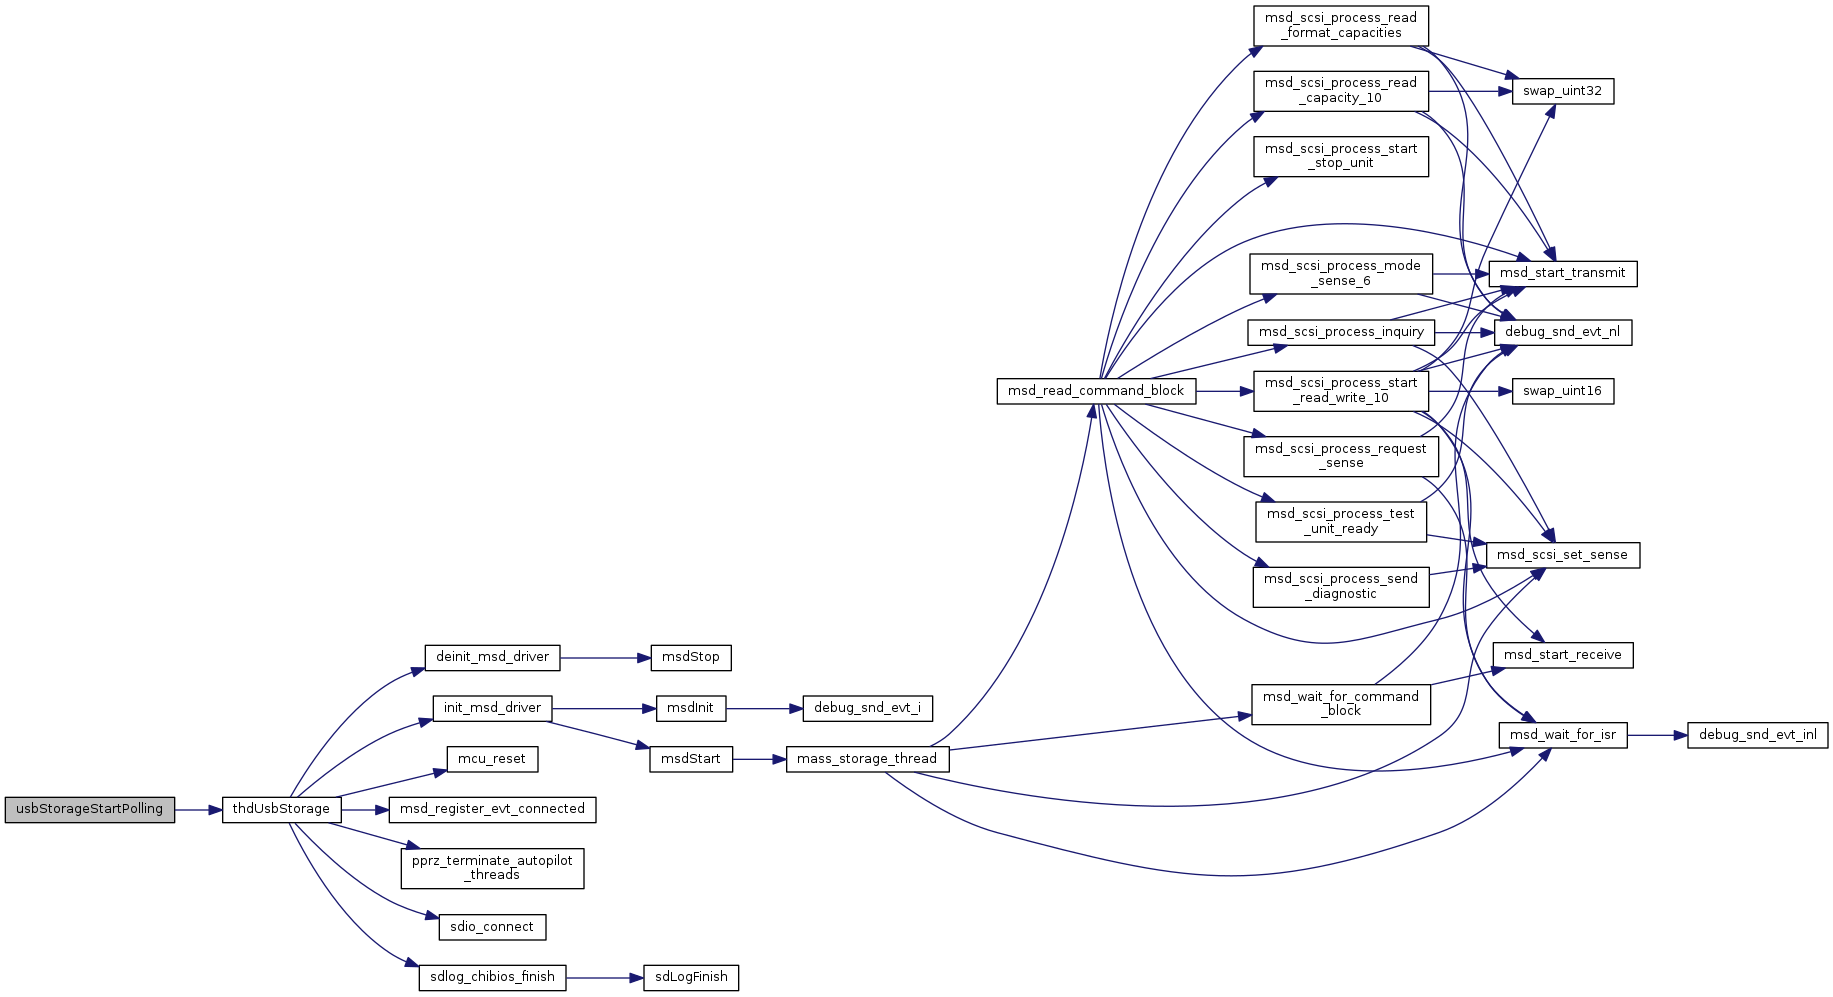 usbStorageStartPolling
thdUsbStorage
deinit_msd_driver
init_msd_driver
mcu_reset
msd_register_evt_connected
pprz_terminate_autopilot
_threads
sdio_connect
sdlog_chibios_finish
msdStop
msdInit
msdStart
sdLogFinish
debug_snd_evt_i
mass_storage_thread
msd_read_command_block
msd_scsi_process_read
_format_capacities
msd_scsi_process_read
_capacity_10
msd_scsi_process_start
_stop_unit
msd_scsi_process_mode
_sense_6
msd_scsi_process_inquiry
msd_scsi_process_start
_read_write_10
msd_scsi_process_request
_sense
msd_scsi_process_test
_unit_ready
msd_scsi_process_send
_diagnostic
msd_wait_for_command
_block
swap_uint32
msd_start_transmit
debug_snd_evt_nl
swap_uint16
msd_scsi_set_sense
msd_start_receive
msd_wait_for_isr
debug_snd_evt_inl